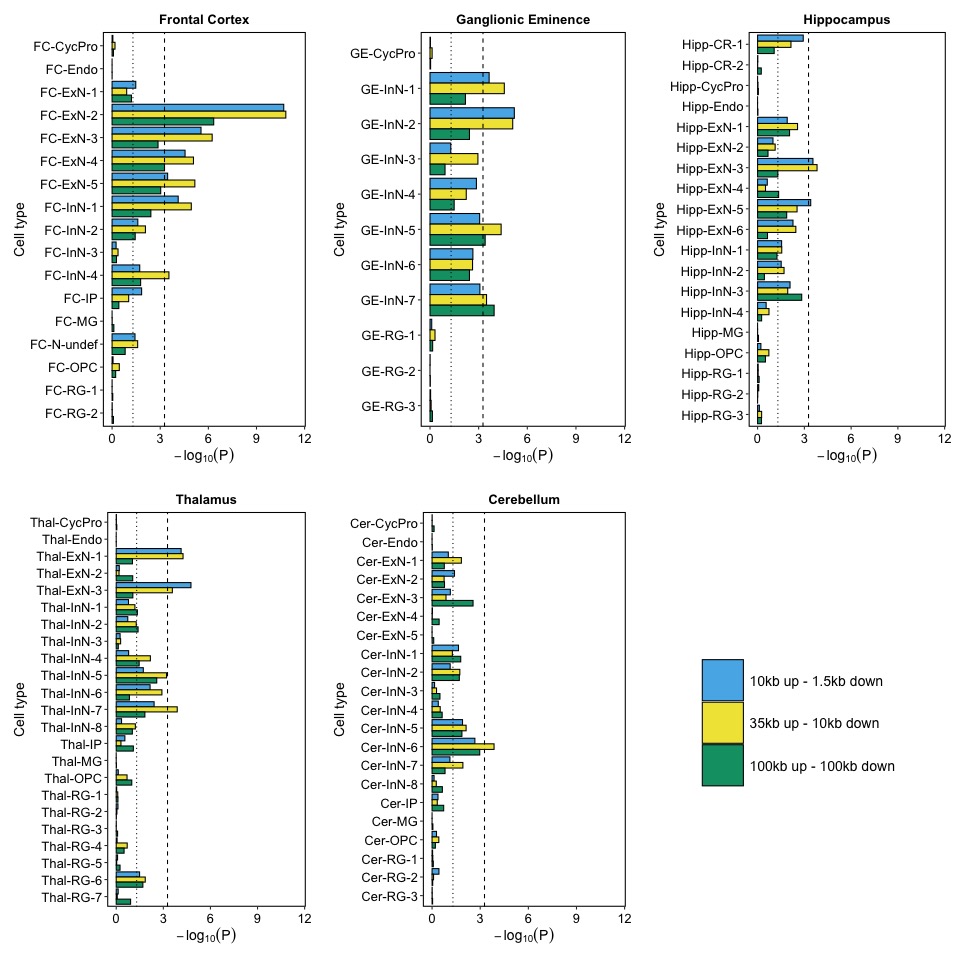 Frontal Cortex
Cell type
FC-CycPro
FC-Endo
FC-ExN-1
FC-ExN-2
FC-ExN-3
FC-ExN-4
FC-ExN-5
FC-InN-1
FC-InN-2
FC-InN-3
FC-InN-4
FC-IP
FC-MG
FC-N-undef
FC-OPC
FC-RG-1
FC-RG-2
0 3 6 9 12
−log₁₀(P)
Ganglionic Eminence
Cell type
GE-CycPro
GE-InN-1
GE-InN-2
GE-InN-3
GE-InN-4
GE-InN-5
GE-InN-6
GE-InN-7
GE-RG-1
GE-RG-2
GE-RG-3
0 3 6 9 12
−log₁₀(P)
Hippocampus
Cell type
Hipp-CR-1
Hipp-CR-2
Hipp-CycPro
Hipp-Endo
Hipp-ExN-1
Hipp-ExN-2
Hipp-ExN-3
Hipp-ExN-4
Hipp-ExN-5
Hipp-ExN-6
Hipp-InN-1
Hipp-InN-2
Hipp-InN-3
Hipp-InN-4
Hipp-MG
Hipp-OPC
Hipp-RG-1
Hipp-RG-2
Hipp-RG-3
0 3 6 9 12
−log₁₀(P)
Thalamus
Cell type
Thal-CycPro
Thal-Endo
Thal-ExN-1
Thal-ExN-2
Thal-ExN-3
Thal-InN-1
Thal-InN-2
Thal-InN-3
Thal-InN-4
Thal-InN-5
Thal-InN-6
Thal-InN-7
Thal-InN-8
Thal-IP
Thal-MG
Thal-OPC
Thal-RG-1
Thal-RG-2
Thal-RG-3
Thal-RG-4
Thal-RG-5
Thal-RG-6
Thal-RG-7
0 3 6 9 12
−log₁₀(P)
Cerebellum
Cell type
Cer-CycPro
Cer-Endo
Cer-ExN-1
Cer-ExN-2
Cer-ExN-3
Cer-ExN-4
Cer-ExN-5
Cer-InN-1
Cer-InN-2
Cer-InN-3
Cer-InN-4
Cer-InN-5
Cer-InN-6
Cer-InN-7
Cer-InN-8
Cer-IP
Cer-MG
Cer-OPC
Cer-RG-1
Cer-RG-2
Cer-RG-3
0 3 6 9 12
−log₁₀(P)
10kb up - 1.5kb down
35kb up - 10kb down
100kb up - 100kb down